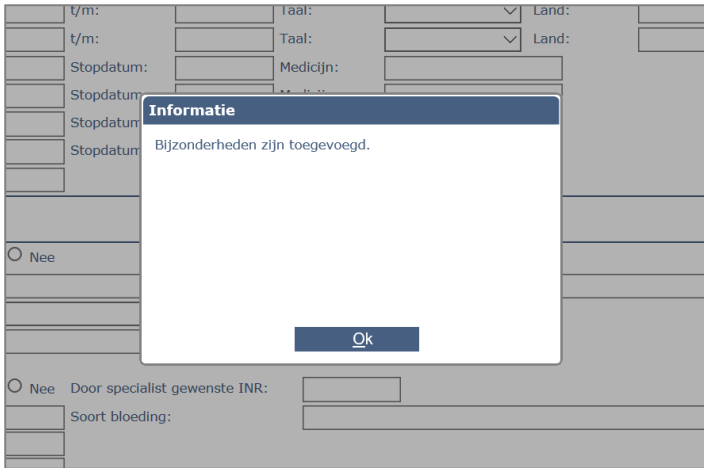 t/m: Taal: Land:
t/m: Taal: Land:
Stopdatum: Medicijn:
Stopdatum
Informatie
Stopdatum
Bijzonderheden zijn toegevoegd.
Stopdatum
Nee
Ok
Nee Door specialist gewenste INR:
Soort bloeding: